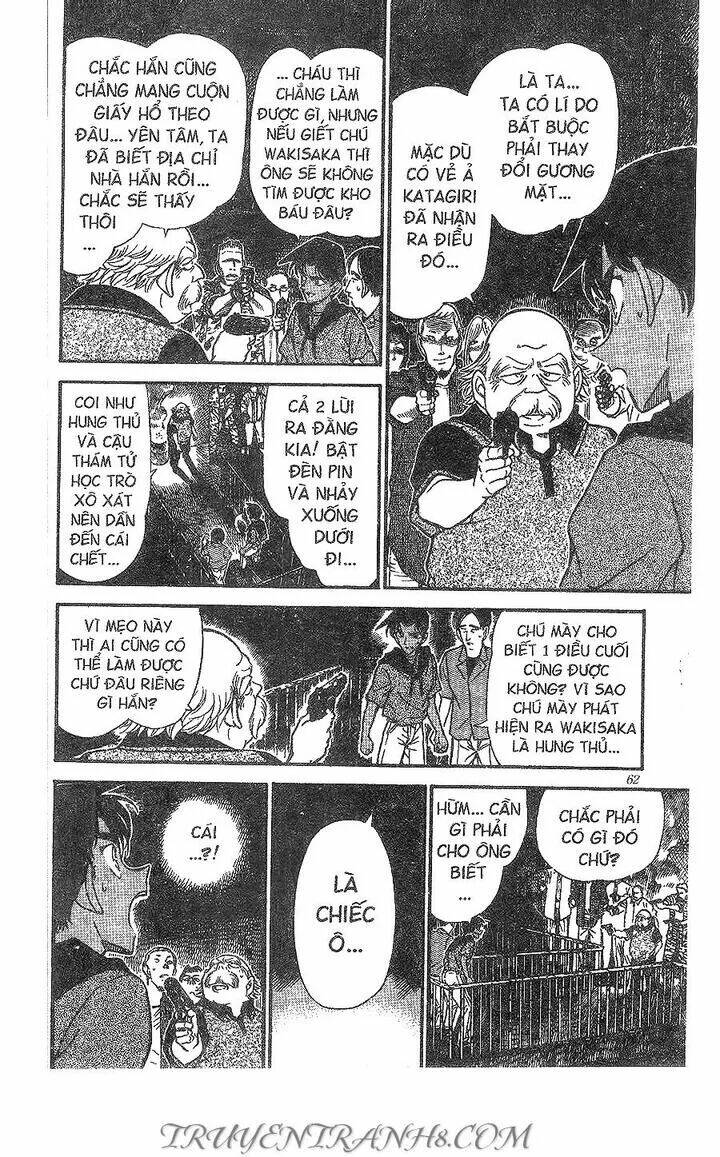 LÀ TA...
TA CÓ LÍ DO
BẮT BUỘC
PHẢI THAY
ĐỔI GƯƠNG
MẶT...
MẶC DÙ
CÓ VẺ Ả
KATAGIRI
ĐÃ NHẬN
RA ĐIỀU
ĐÓ...
... CHÁU THÌ
CHẲNG LÀM
ĐƯỢC GÌ, NHƯNG
NẾU GIẾT CHÚ
WAKISAKA THÌ
ÔNG SẼ KHÔNG
TÌM ĐƯỢC KHO
BÁU ĐÂU?
CHẮC HẮN CŨNG
CHẲNG MANG CUỘN
GIẤY HỔ THEO
ĐÂU... YÊN TÂM, TA
ĐÃ BIẾT ĐỊA CHỈ
NHÀ HẮN RỒI...
CHẮC SẼ THẤY
THÔI
...
CẢ 2 LÙI
RA ĐẰNG
KIA! BẬT
ĐÈN PIN
VÀ NHẢY
XUỐNG
DƯỚI
ĐI...
COI NHƯ
HUNG THỦ
VÀ CẬU
THÁM TỬ
HỌC TRÒ
XÔ XÁT
NÊN DẪN
ĐẾN CÁI
CHẾT...
CHÚ MÀY CHO
BIẾT 1 ĐIỀU CUỐI
CÙNG ĐƯỢC
KHÔNG? VÌ SAO
CHÚ MÀY PHÁT
HIỆN RA WAKISAKA
LÀ HUNG THỦ...
VÌ MẸO NÀY
THÌ AI CŨNG CÓ
THỂ LÀM ĐƯỢC
CHỨ ĐÂU RIÊNG
GÌ HẮN?
62
CHẮC PHẢI
CÓ GÌ ĐÓ
CHỨ?
HỪM... CẦN
GÌ PHẢI
CHO ÔNG
BIẾT
...
LÀ
CHIẾC
Ô...
CÁI
...?!
TRUYENTRANH8.COM